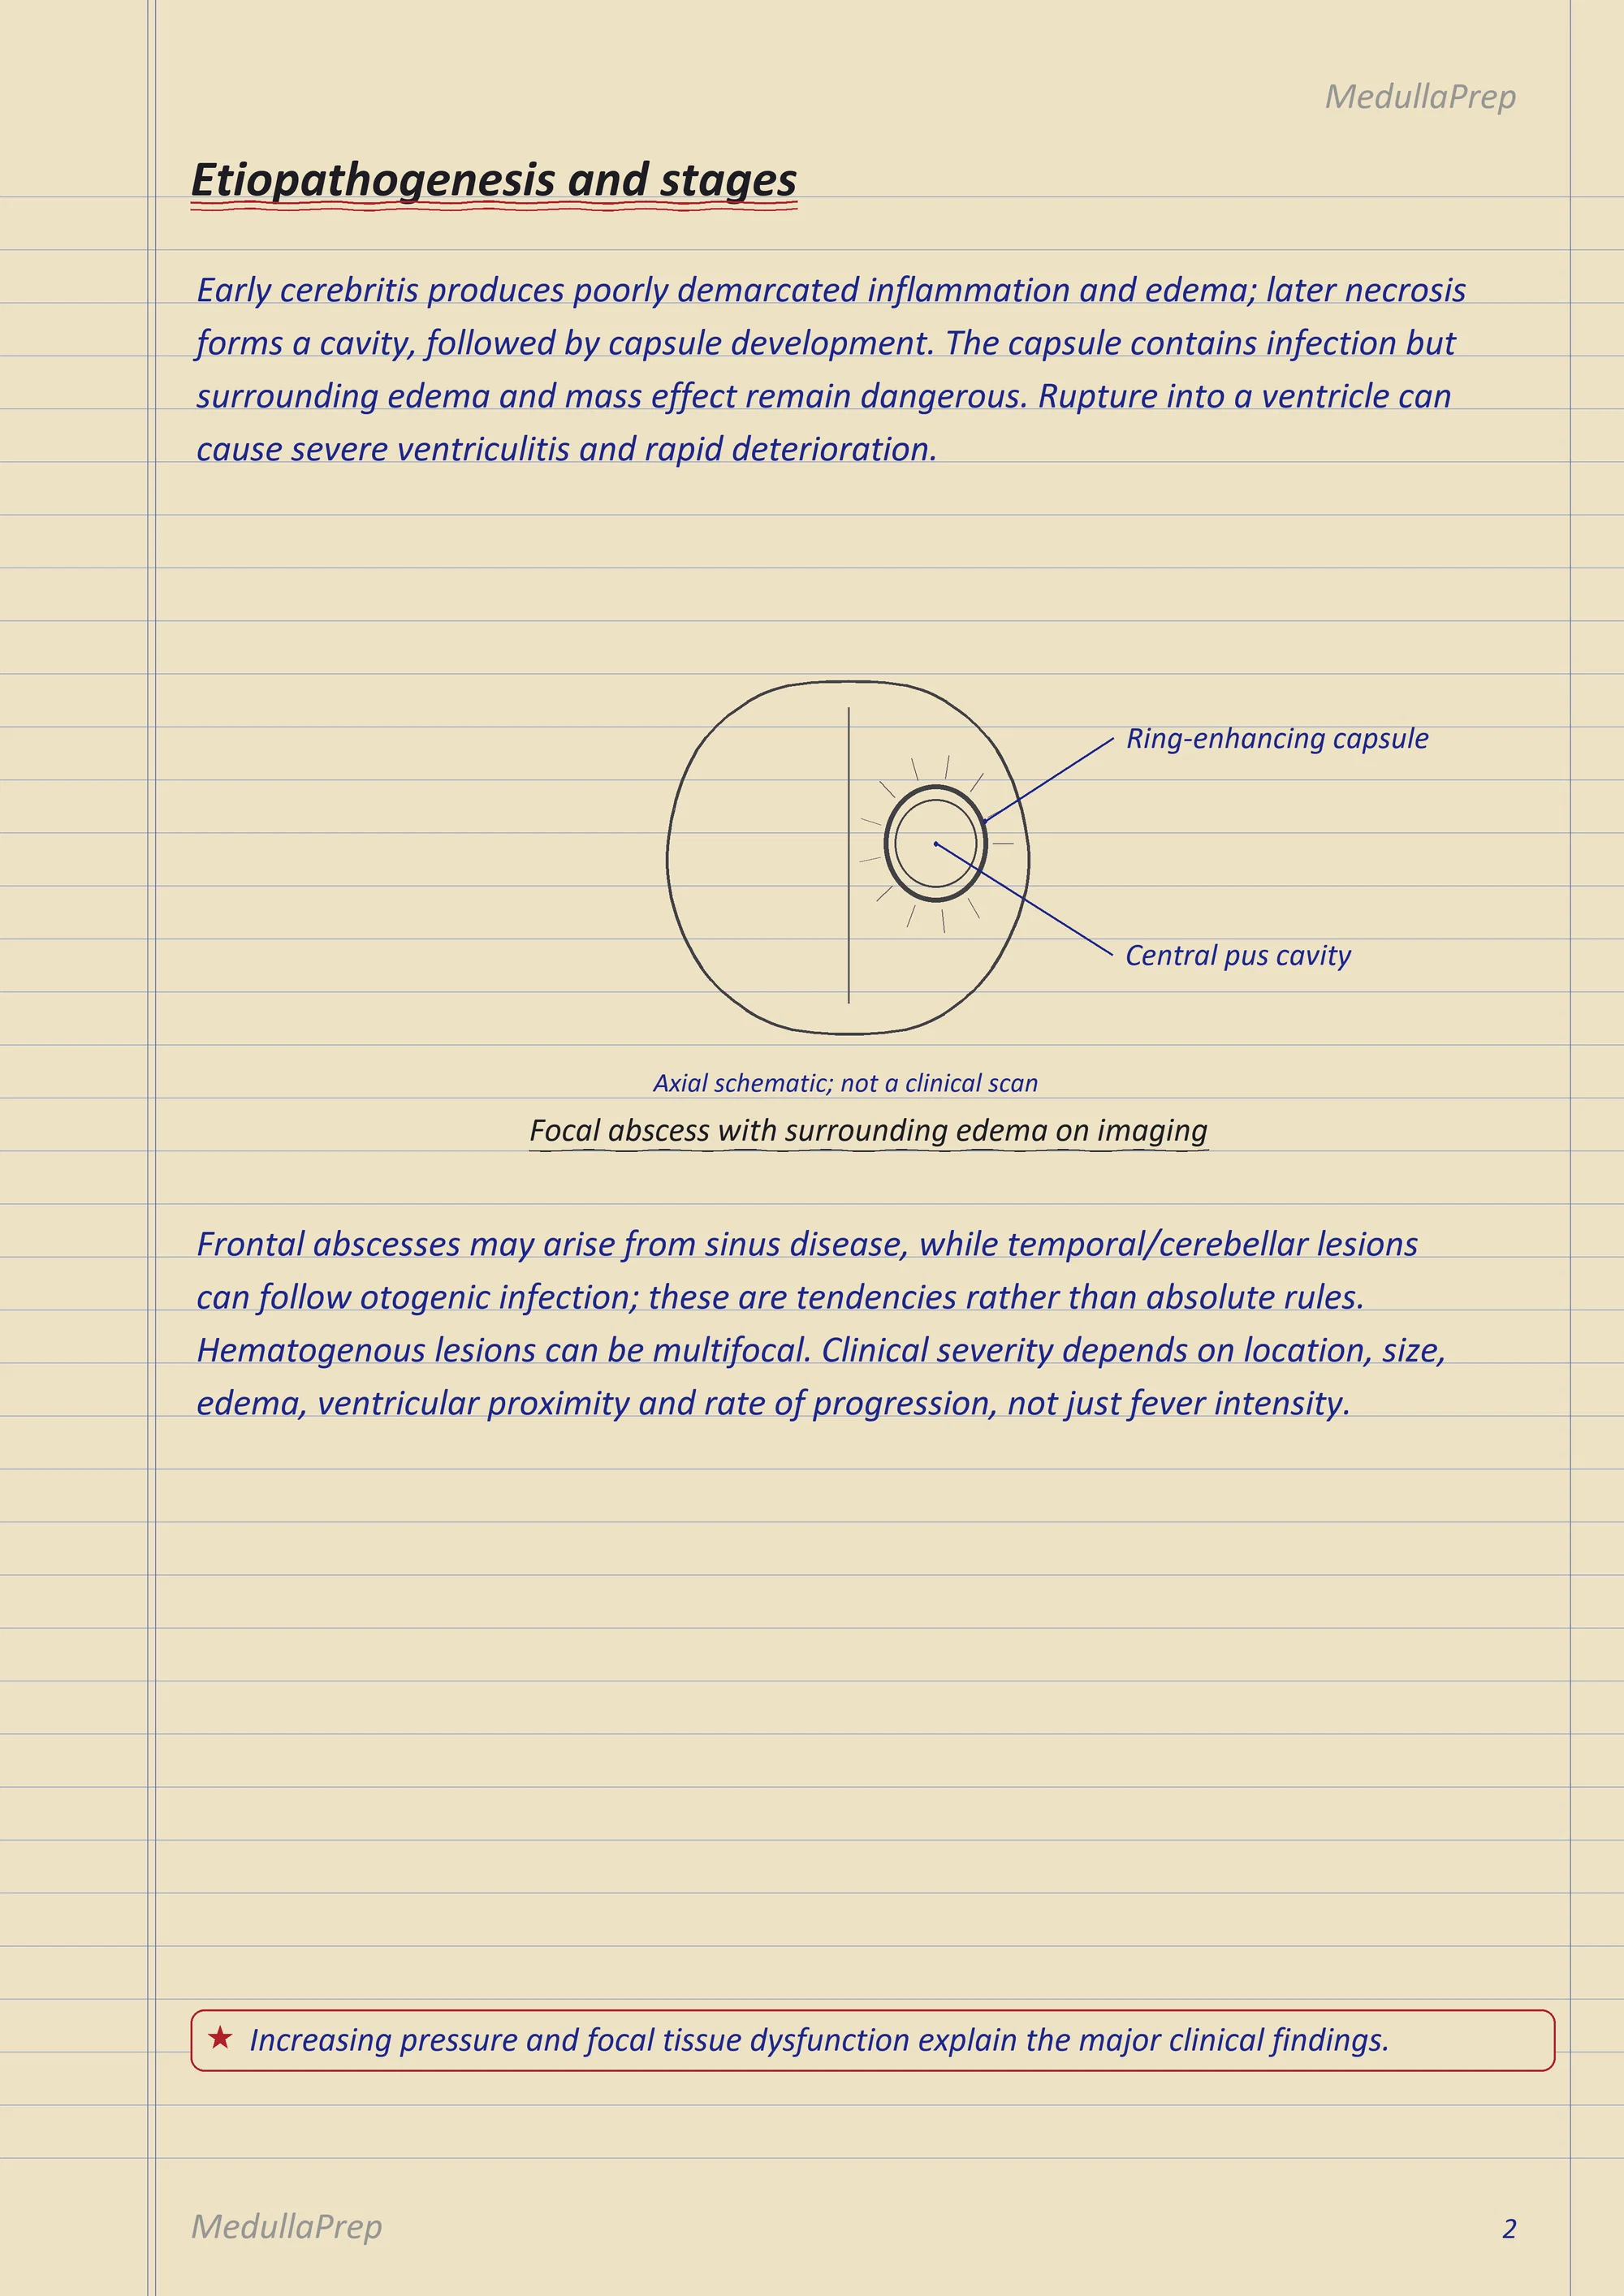 MedullaPrep
Etiopathogenesis and stages
Early cerebritis produces poorly demarcated inflammation and edema; later necrosis
forms a cavity, followed by capsule development. The capsule contains infection but
surrounding edema and mass effect remain dangerous. Rupture into a ventricle can
cause severe ventriculitis and rapid deterioration.
Ring-enhancing capsule
Central pus cavity
Axial schematic; not a clinical scan
Focal abscess with surrounding edema on imaging
Frontal abscesses may arise from sinus disease, while temporal/cerebellar lesions
can follow otogenic infection; these are tendencies rather than absolute rules.
Hematogenous lesions can be multifocal. Clinical severity depends on location, size,
edema, ventricular proximity and rate of progression, not just fever intensity.
★ Increasing pressure and focal tissue dysfunction explain the major clinical findings.
MedullaPrep
2